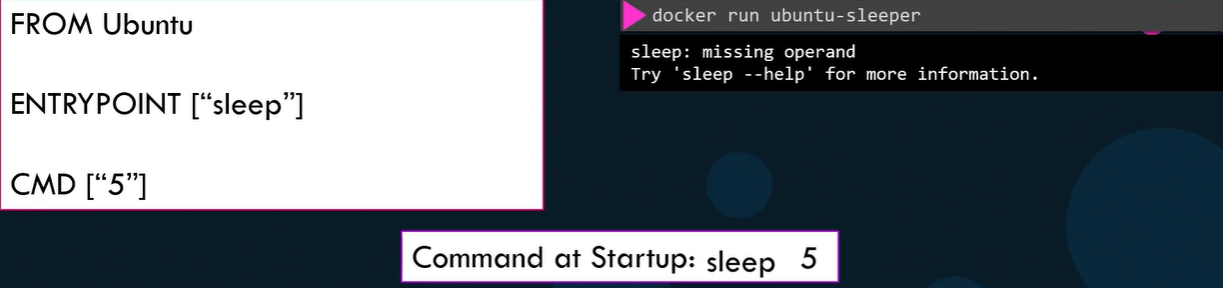 FROM Ubuntu
ENTRYPOINT [“sleep”]
CMD [“5”]
docker run ubuntu-sleeper
sleep: missing operand
Try 'sleep --help' for more information.
Command at Startup: sleep 5